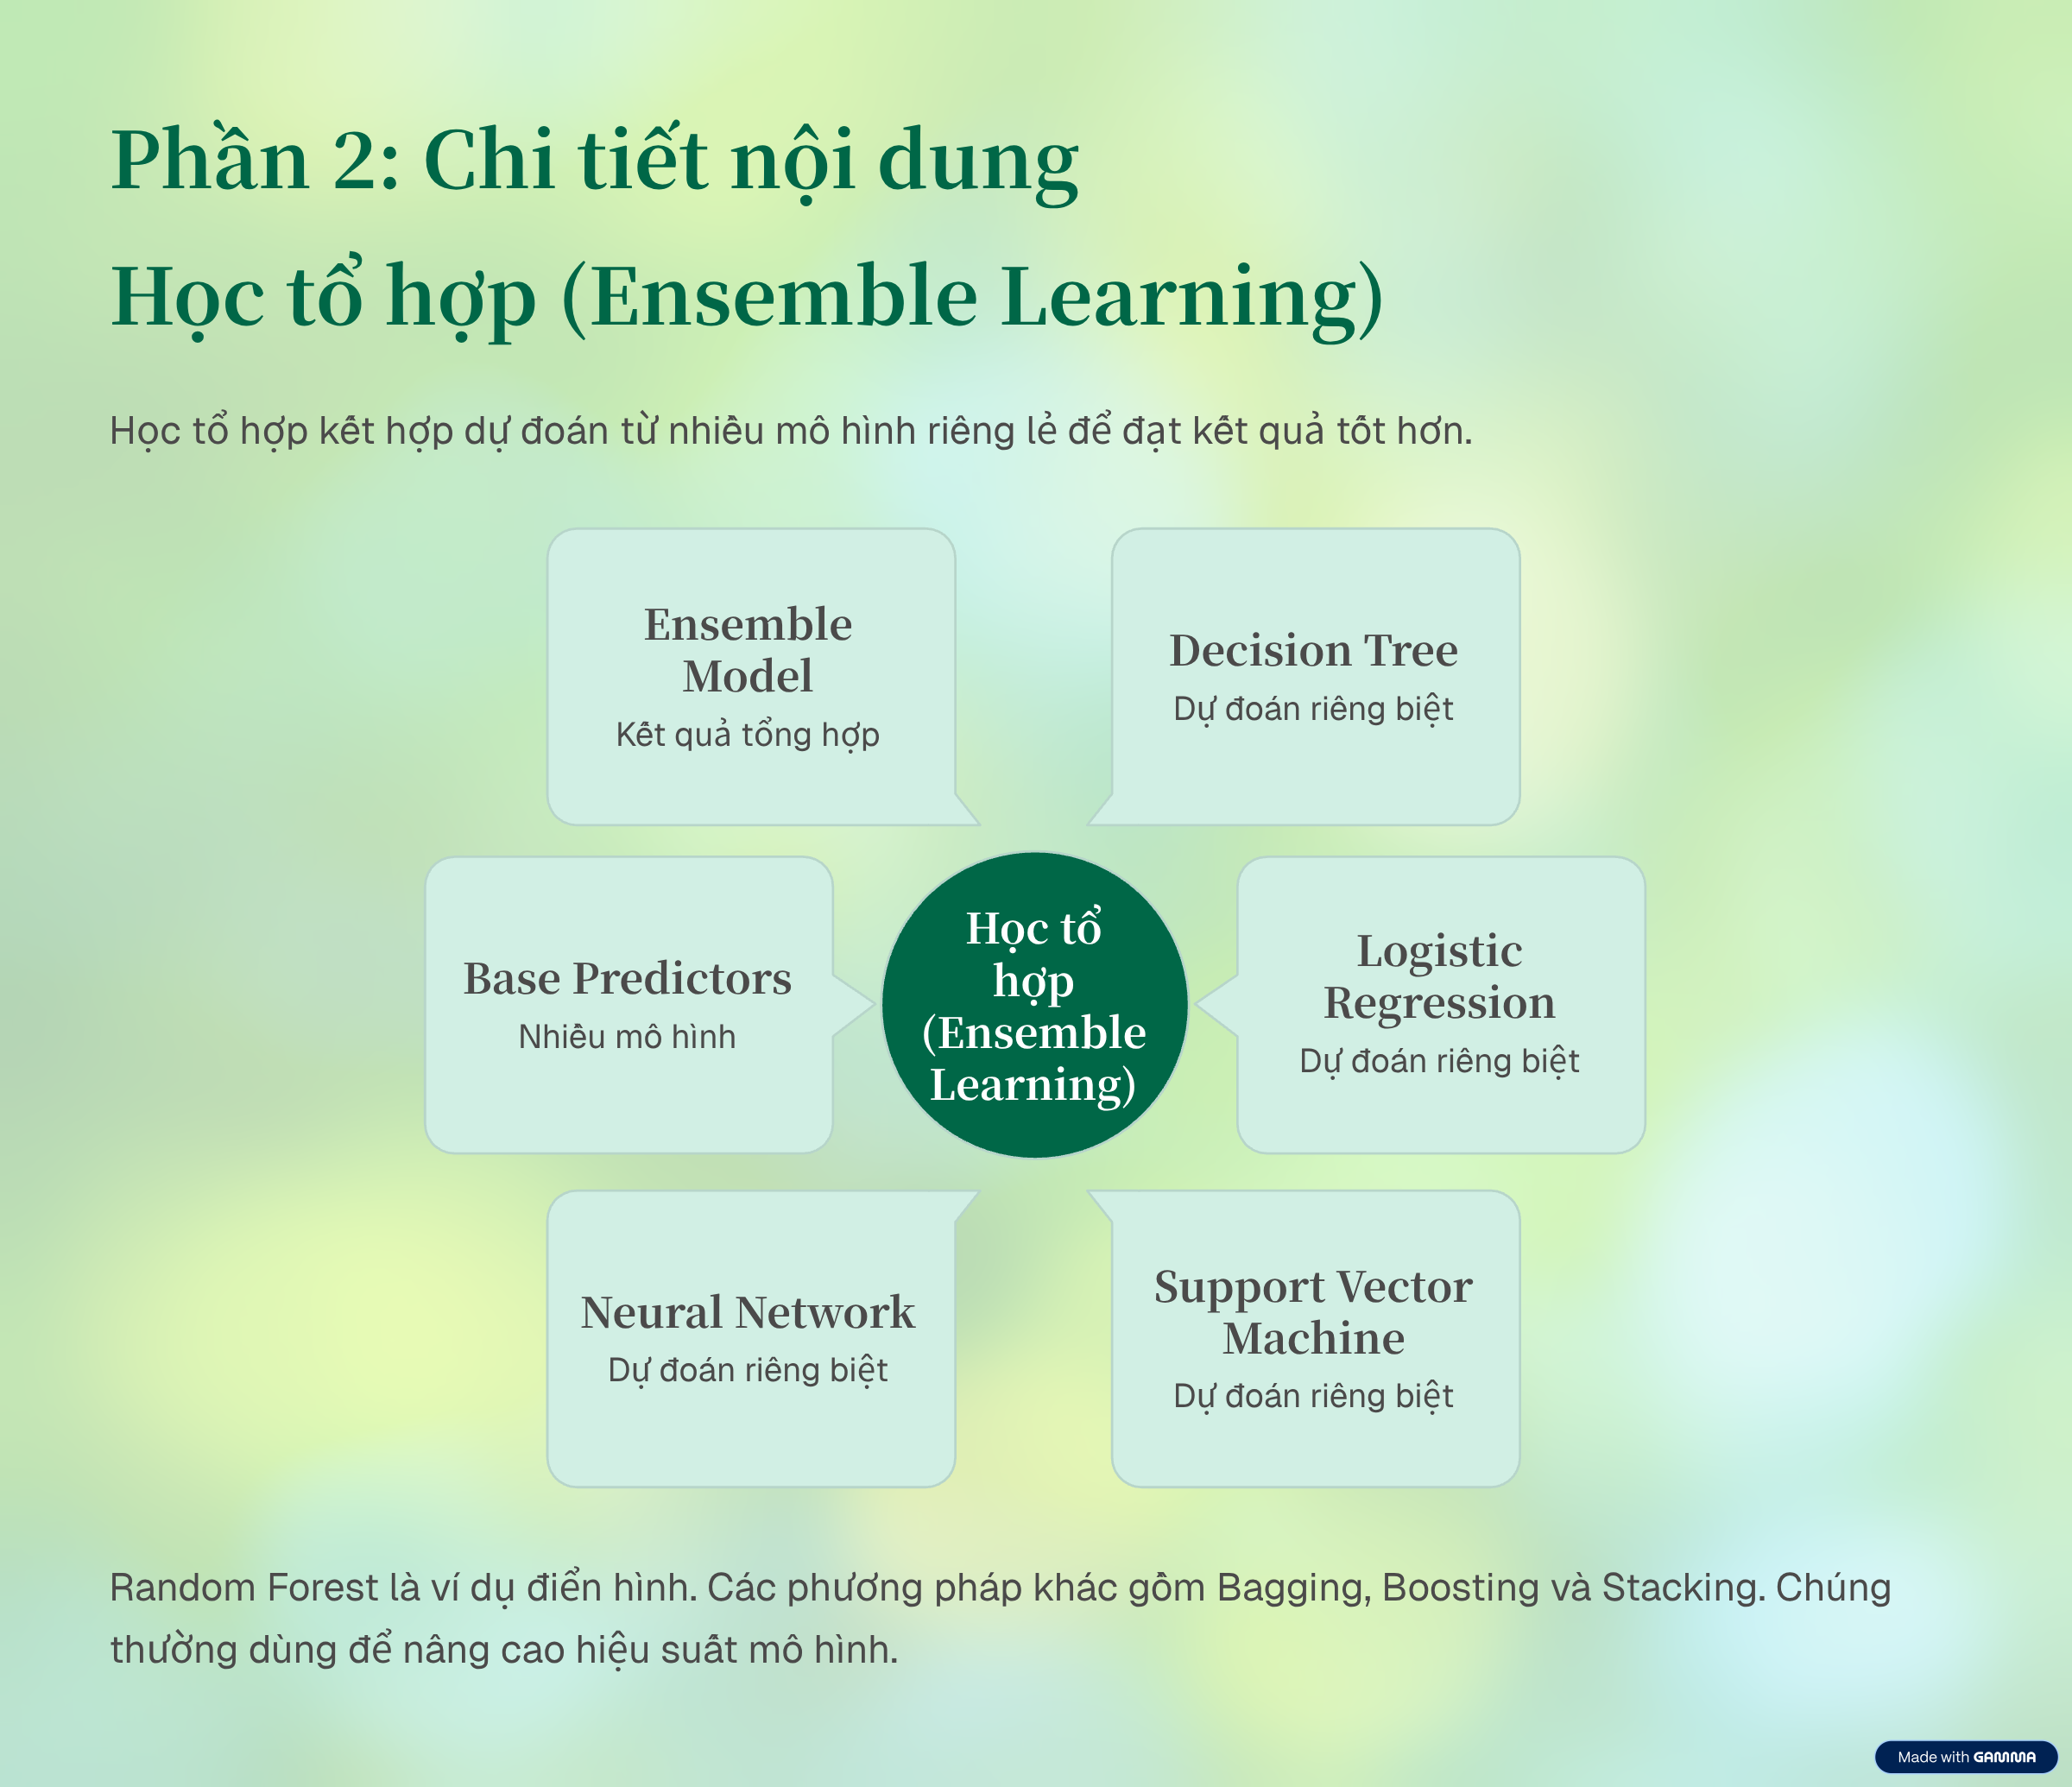 Phần 2: Chi tiết nội dung
Học tổ hợp (Ensemble Learning)
Học tổ hợp kết hợp dự đoán từ nhiều mô hình riêng lẻ để đạt kết quả tốt hơn.
Ensemble
Model
Kết quả tổng hợp
Decision Tree
Dự đoán riêng biệt
Base Predictors
Nhiều mô hình
Học tổ
hợp
(Ensemble
Learning)
Logistic
Regression
Dự đoán riêng biệt
Neural Network
Dự đoán riêng biệt
Support Vector
Machine
Dự đoán riêng biệt
Random Forest là ví dụ điển hình. Các phương pháp khác gồm Bagging, Boosting và Stacking. Chúng
thường dùng để nâng cao hiệu suất mô hình.
Made with GAMMA